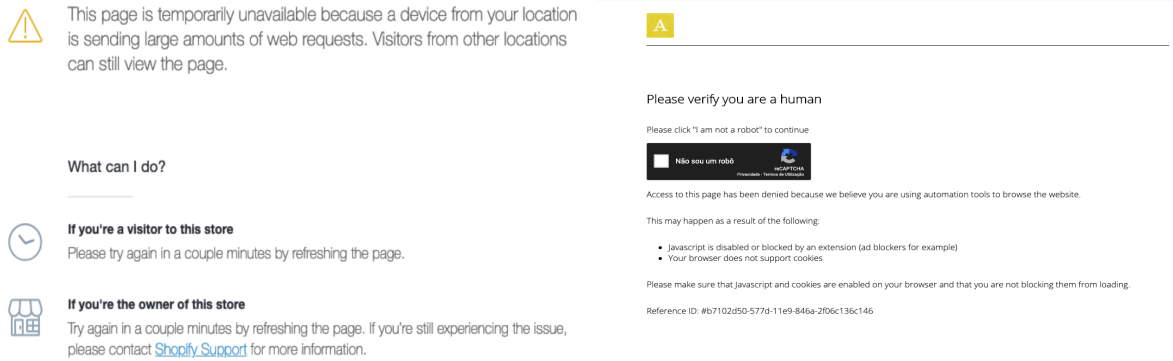 This page is temporarily unavailable because a device from your location
is sending large amounts of web requests. Visitors from other locations
can still view the page.
What can I do?
If you're a visitor to this store
Please try again in a couple minutes by refreshing the page.
If you're the owner of this store
Try again in a couple minutes by refreshing the page. If you're still experiencing the issue,
please contact Shopify Support for more information.
A
Please verify you are a human
Please click "I am not a robot" to continue
Não sou um robô
reCAPTCHA
Privacidade - Termos de Utilização
Access to this page has been denied because we believe you are using automation tools to browse the website.
This may happen as a result of the following:
• Javascript is disabled or blocked by an extension (ad blockers for example)
• Your browser does not support cookies
Please make sure that Javascript and cookies are enabled on your browser and that you are not blocking them from loading.
Reference ID: #b7102d50-577d-11e9-846a-2f06c136c146